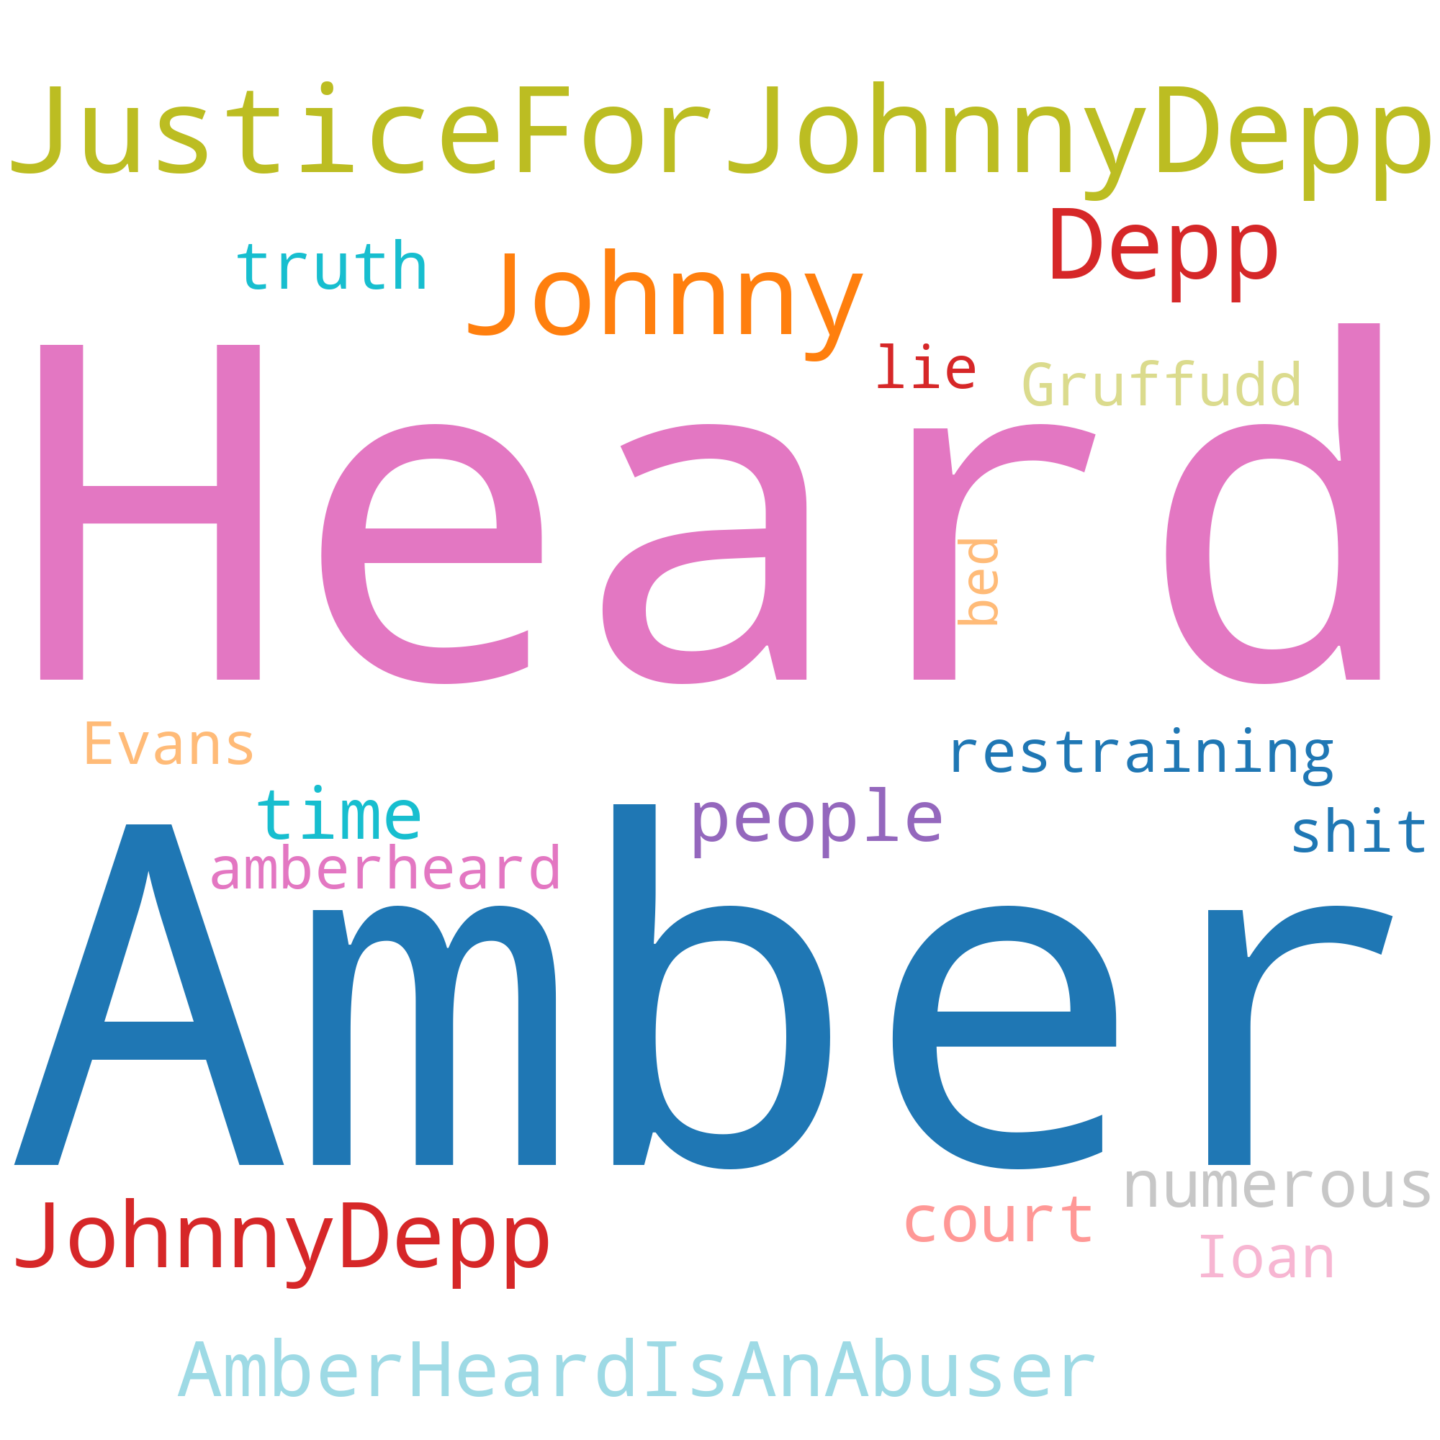 JusticeForJohnnyDepp
truth Johnny Depp
lie Gruffudd
Heard
bed
Evans restraining
time people shit
amberheard
Amber
numerous
JohnnyDepp court
Ioan
AmberHeardIsAnAbuser